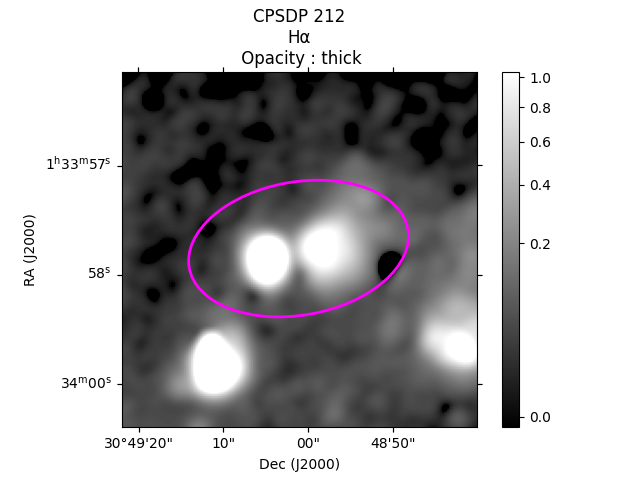 CPSDP 212
Hα
Opacity : thick
1ʰ33ᵐ57ˢ
58ˢ
34ᵐ00ˢ
RA (J2000)
30°49'20"
10"
00"
48'50"
Dec (J2000)
1.0
0.8
0.6
0.4
0.2
0.0